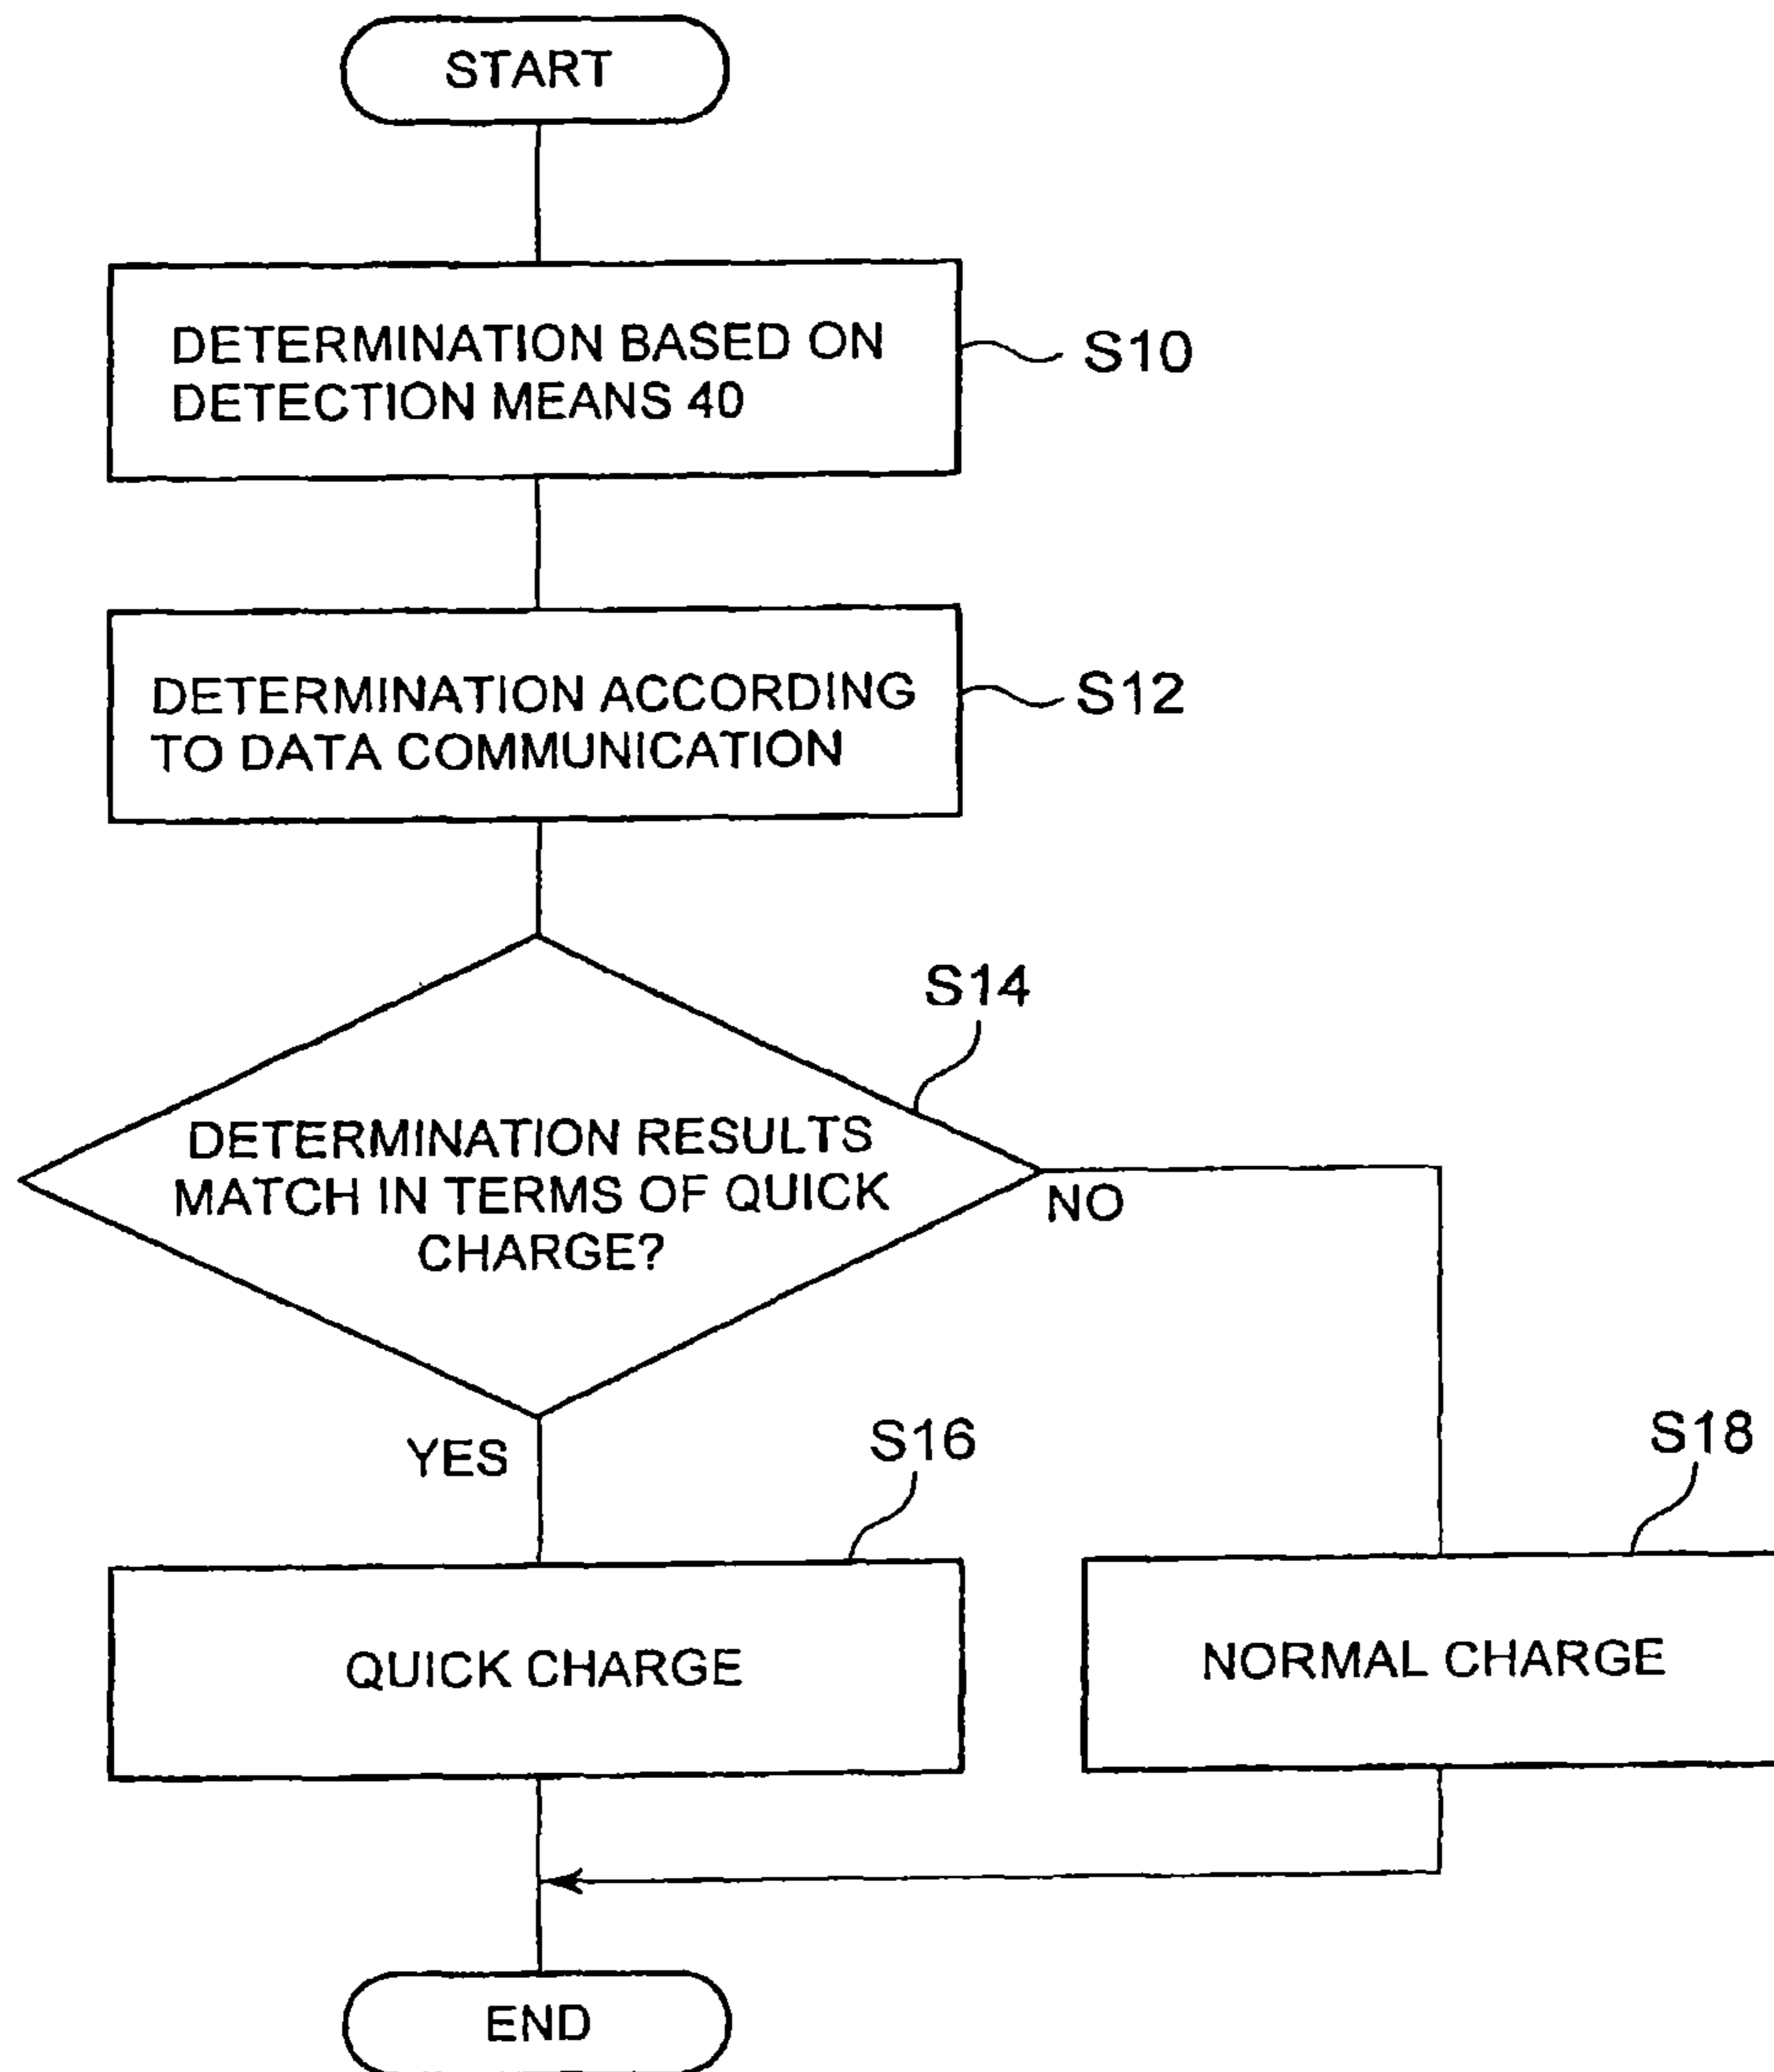 START
DETERMINATION BASED ON
DETECTION MEANS 40
S10
DETERMINATION ACCORDING
TO DATA COMMUNICATION
S12
S14
DETERMINATION RESULTS
MATCH IN TERMS OF QUICK
CHARGE?
NO
YES
S16
S18
QUICK CHARGE
NORMAL CHARGE
END